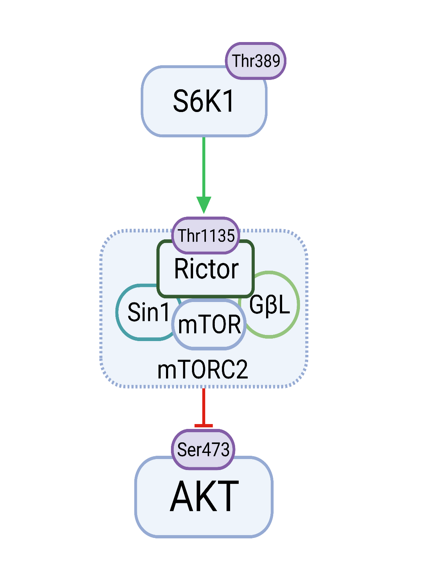 Thr389
S6K1
Thr1135
Rictor
Sin1
GβL
mTOR
mTORC2
Ser473
AKT